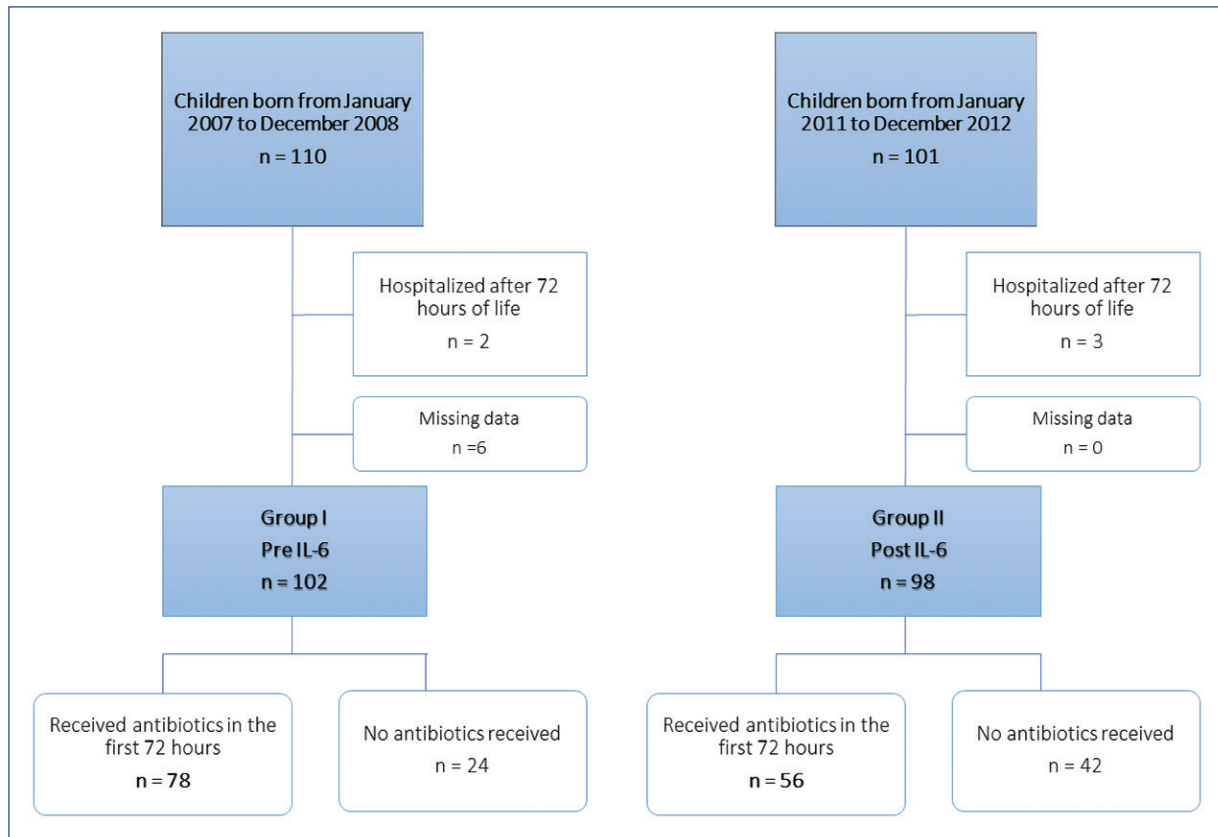 Children born from January
2007 to December 2008
n = 110
Hospitalized after 72
hours of life
n = 2
Missing data
n =6
Group I
Pre IL-6
n = 102
Received antibiotics in the
first 72 hours
n = 78
No antibiotics received
n = 24
Children born from January
2011 to December 2012
n = 101
Hospitalized after 72
hours of life
n = 3
Missing data
n = 0
Group II
Post IL-6
n = 98
Received antibiotics in the
first 72 hours
n = 56
No antibiotics received
n = 42